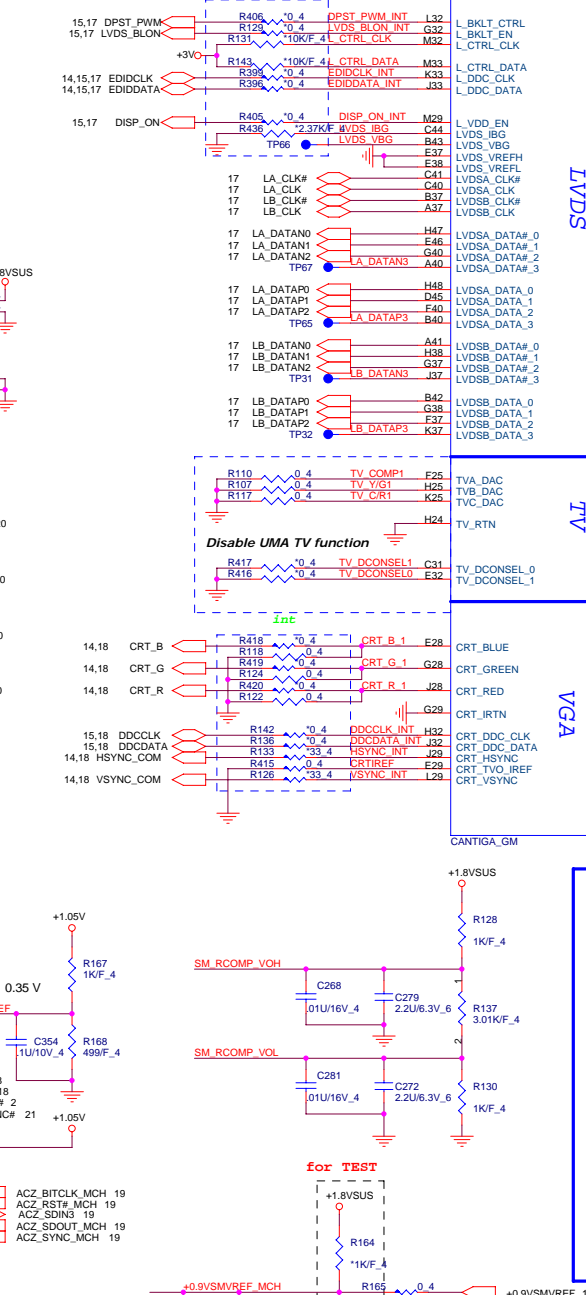 15,17 DPST_PWM R406 *0_4 DPST_PWM_INT L32 L_BKLT_CTRL
15,17 LVDS_BLON R129 *0_4 LVDS_BLON_INT G32 L_BKLT_EN
R131 *10K/F_4 L_CTRL_CLK M32 L_CTRL_CLK
+3V
R143 *10K/F_4 L_CTRL_DATA M33 L_CTRL_DATA
14,15,17 EDIDCLK R399 *0_4 EDIDCLK_INT K33 L_DDC_CLK
14,15,17 EDIDDATA R396 *0_4 EDIDDATA_INT J33 L_DDC_DATA
15,17 DISP_ON R405 *0_4 DISP_ON_INT M29 L_VDD_EN
R436 *2.37K/F_4 LVDS_IBG C44 LVDS_IBG
TP66 LVDS_VBG B43 LVDS_VBG
E37 LVDS_VREFH
E38 LVDS_VREFL
17 LA_CLK# C41 LVDSA_CLK#
17 LA_CLK C40 LVDSA_CLK
17 LB_CLK# B37 LVDSB_CLK#
17 LB_CLK A37 LVDSB_CLK
LVDS
17 LA_DATAN0 H47 LVDSA_DATA#_0
17 LA_DATAN1 E46 LVDSA_DATA#_1
17 LA_DATAN2 G40 LVDSA_DATA#_2
TP67 LA_DATAN3 A40 LVDSA_DATA#_3
8VSUS
17 LA_DATAP0 H48 LVDSA_DATA_0
17 LA_DATAP1 D45 LVDSA_DATA_1
17 LA_DATAP2 F40 LVDSA_DATA_2
TP65 LA_DATAP3 B40 LVDSA_DATA_3
17 LB_DATAN0 A41 LVDSB_DATA#_0
17 LB_DATAN1 H38 LVDSB_DATA#_1
17 LB_DATAN2 G37 LVDSB_DATA#_2
TP31 LB_DATAN3 J37 LVDSB_DATA#_3
17 LB_DATAP0 B42 LVDSB_DATA_0
17 LB_DATAP1 G38 LVDSB_DATA_1
17 LB_DATAP2 F37 LVDSB_DATA_2
TP32 LB_DATAP3 K37 LVDSB_DATA_3
R110 0_4 TV_COMP1 F25 TVA_DAC
R107 0_4 TV_Y/G1 H25 TVB_DAC
R117 0_4 TV_C/R1 K25 TVC_DAC
TV
H24 TV_RTN
Disable UMA TV function
R417 *0_4 TV_DCONSEL1 C31 TV_DCONSEL_0
R416 *0_4 TV_DCONSEL0 E32 TV_DCONSEL_1
int
14,18 CRT_B R418 *0_4 CRT_B_1 E28 CRT_BLUE
R118 0_4
14,18 CRT_G R419 *0_4 CRT_G_1 G28 CRT_GREEN
R124 0_4
14,18 CRT_R R420 *0_4 CRT_R_1 J28 CRT_RED
R122 0_4
VGA
G29 CRT_IRTN
15,18 DDCCLK R142 *0_4 DDCCLK_INT H32 CRT_DDC_CLK
15,18 DDCDATA R136 *0_4 DDCDATA_INT J32 CRT_DDC_DATA
14,18 HSYNC_COM R133 *33_4 HSYNC_INT J29 CRT_HSYNC
R415 0_4 CRTIREF E29 CRT_TVO_IREF
14,18 VSYNC_COM R126 *33_4 VSYNC_INT L29 CRT_VSYNC
CANTIGA_GM
+1.8VSUS
R128
1K/F_4
+1.05V
R167
1K/F_4
0.35 V
SM_RCOMP_VOH
C268
.01U/16V_4
C279
2.2U/6.3V_6
1
R137
3.01K/F_4
2
EF
C354
.1U/10V_4
R168
499/F_4
SM_RCOMP_VOL
C281
.01U/16V_4
C272
2.2U/6.3V_6
R130
1K/F_4
18
# 2
IC# 21
+1.05V
for TEST
+1.8VSUS
ACZ_BITCLK_MCH 19
ACZ_RST#_MCH 19
ACZ_SDIN3 19
ACZ_SDOUT_MCH 19
ACZ_SYNC_MCH 19
R164
*1K/F_4
+0.9VSMVREF_MCH R165 0_4 +0.9VSMVREF